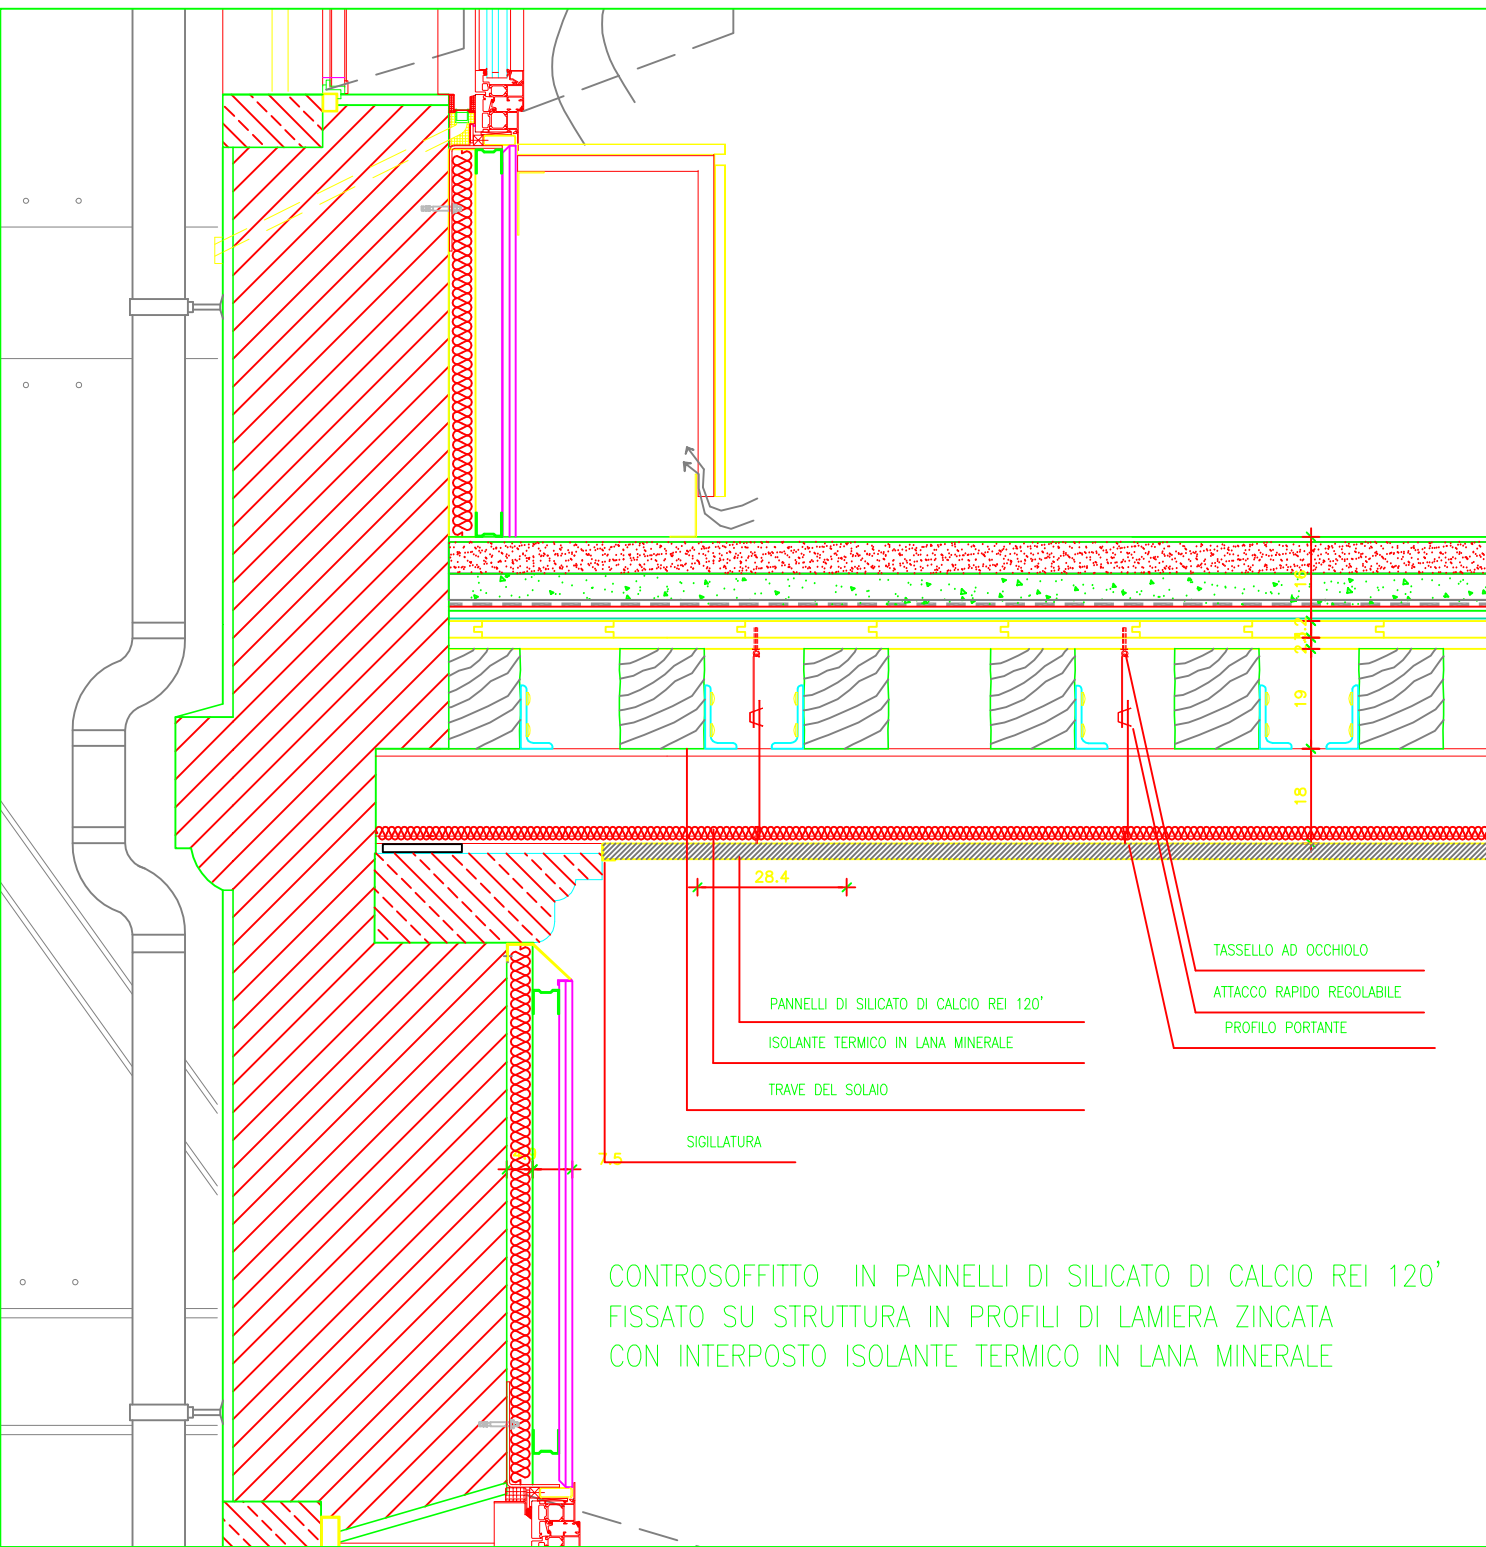 19
18
28.4
TASSELLO AD OCCHIOLO
ATTACCO RAPIDO REGOLABILE
PROFILO PORTANTE
PANNELLI DI SILICATO DI CALCIO REI 120'
ISOLANTE TERMICO IN LANA MINERALE
TRAVE DEL SOLAIO
SIGILLATURA
CONTROSOFFITTO IN PANNELLI DI SILICATO DI CALCIO REI 120'
FISSATO SU STRUTTURA IN PROFILI DI LAMIERA ZINCATA
CON INTERPOSTO ISOLANTE TERMICO IN LANA MINERALE